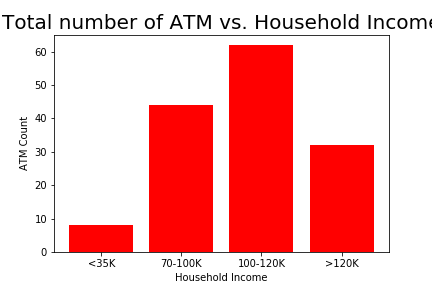 Total number of ATM vs. Household Income
60
50
40
30
20
10
0
ATM Count
<35K 70-100K 100-120K >120K
Household Income